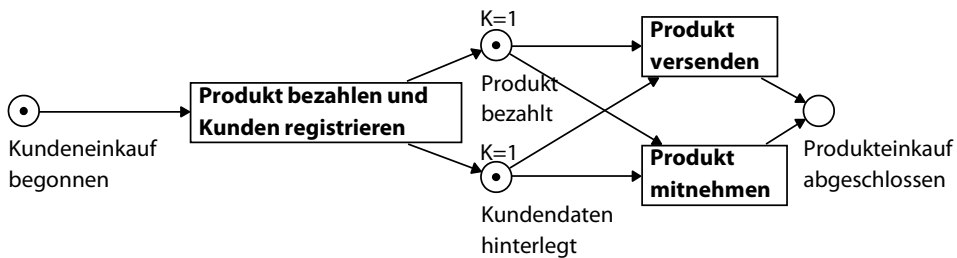 Kundeneinkauf
begonnen
Produkt bezahlen und
Kunden registrieren
K=1
Produkt
bezahlt
K=1
Kundendaten
hinterlegt
Produkt
versenden
Produkt
mitnehmen
Produkteinkauf
abgeschlossen